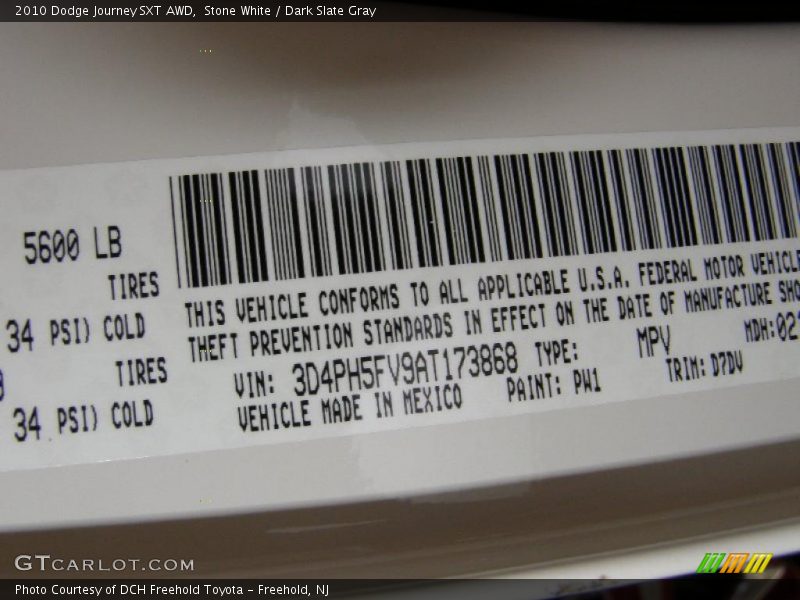 2010 Dodge Journey SXT AWD,  Stone White / Dark Slate Gray
5600 LB
TIRES
34 PSI) COLD
TIRES
34 PSI) COLD
THIS VEHICLE CONFORMS TO ALL APPLICABLE U.S.A. FEDERAL MOTOR VEHICLE
THEFT PREVENTION STANDARDS IN EFFECT ON THE DATE OF MANUFACTURE SHO
VIN: 3D4PH5FV9AT173868 TYPE: MPV MDH:02
VEHICLE MADE IN MEXICO PAINT: PW1 TRIM: D7DV
GTCARLOT.COM
Photo Courtesy of DCH Freehold Toyota - Freehold, NJ